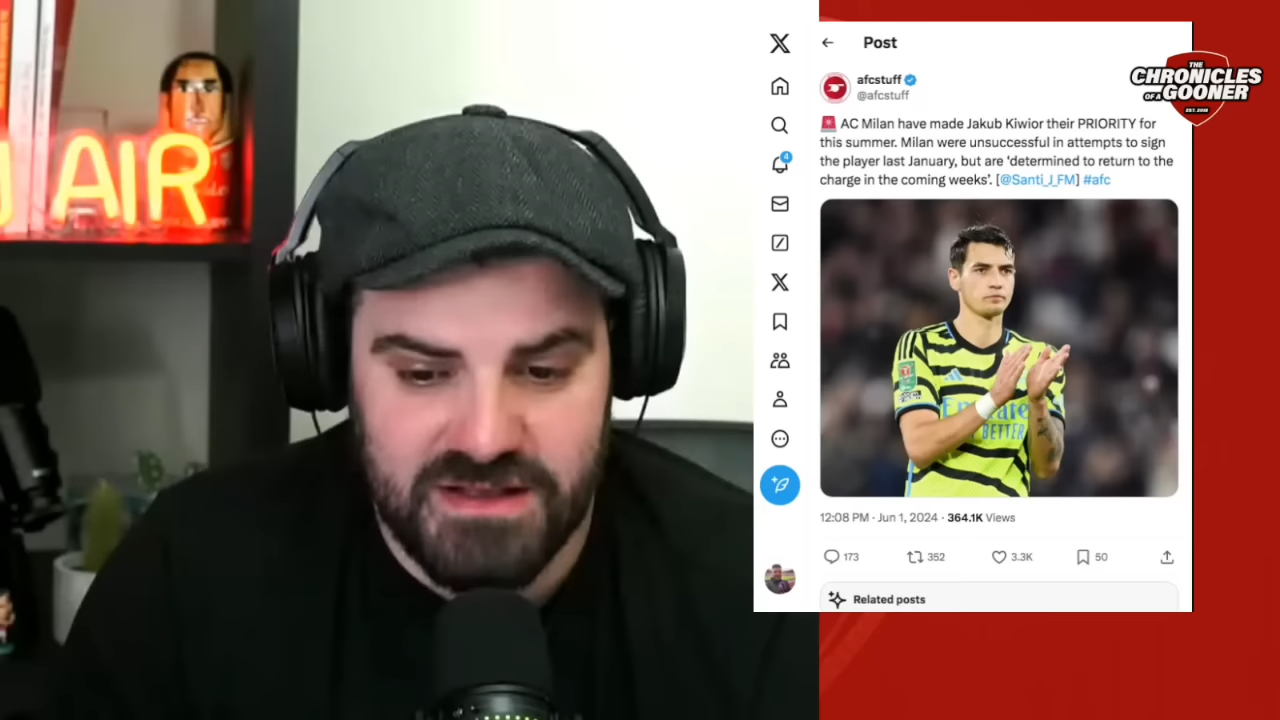 AIR
Post
THE
CHRONICLES
OF A GOONER
EST. 2018
afcstuff
@afcstuff
4
🚨 AC Milan have made Jakub Kiwior their PRIORITY for
this summer. Milan were unsuccessful in attempts to sign
the player last January, but are ‘determined to return to the
charge in the coming weeks’. [@Santi_J_FM] #afc
Emirates
BETTER
12:08 PM · Jun 1, 2024 · 364.1K Views
173 352 3.3K 50
Related posts